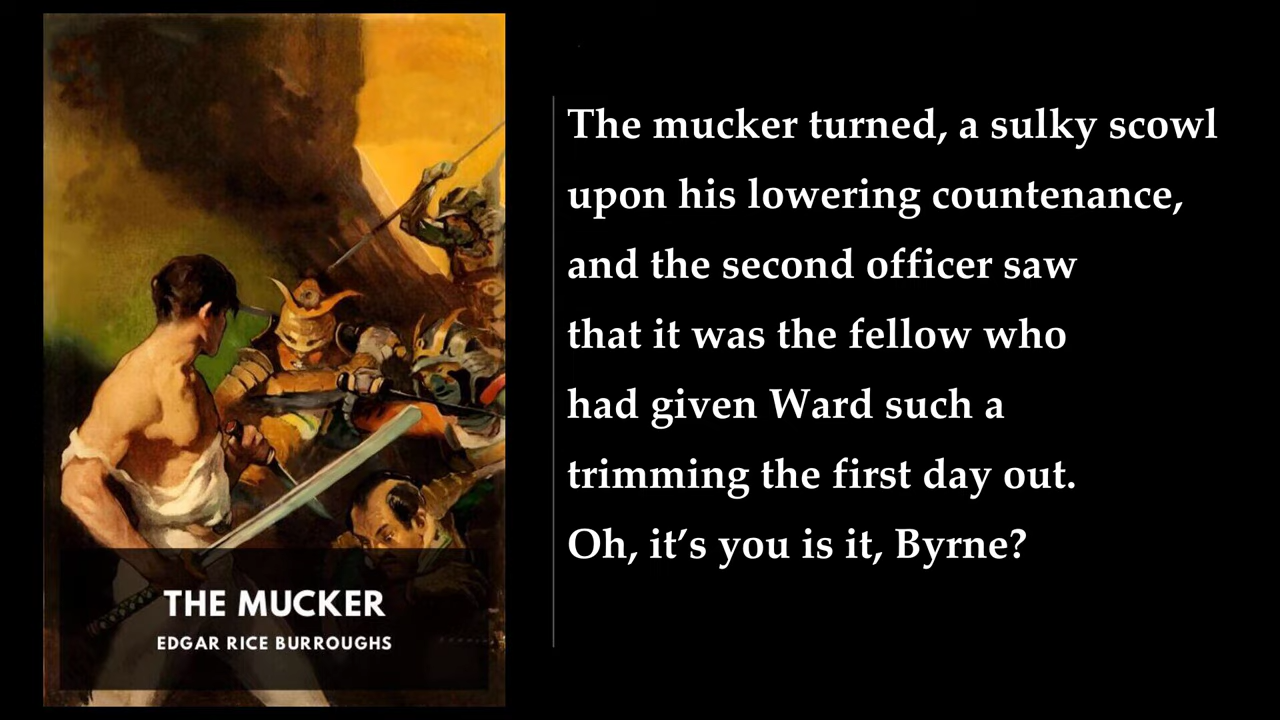 The mucker turned, a sulky scowl
upon his lowering countenance,
and the second officer saw
that it was the fellow who
had given Ward such a
trimming the first day out.
Oh, it’s you is it, Byrne?
THE MUCKER
EDGAR RICE BURROUGHS